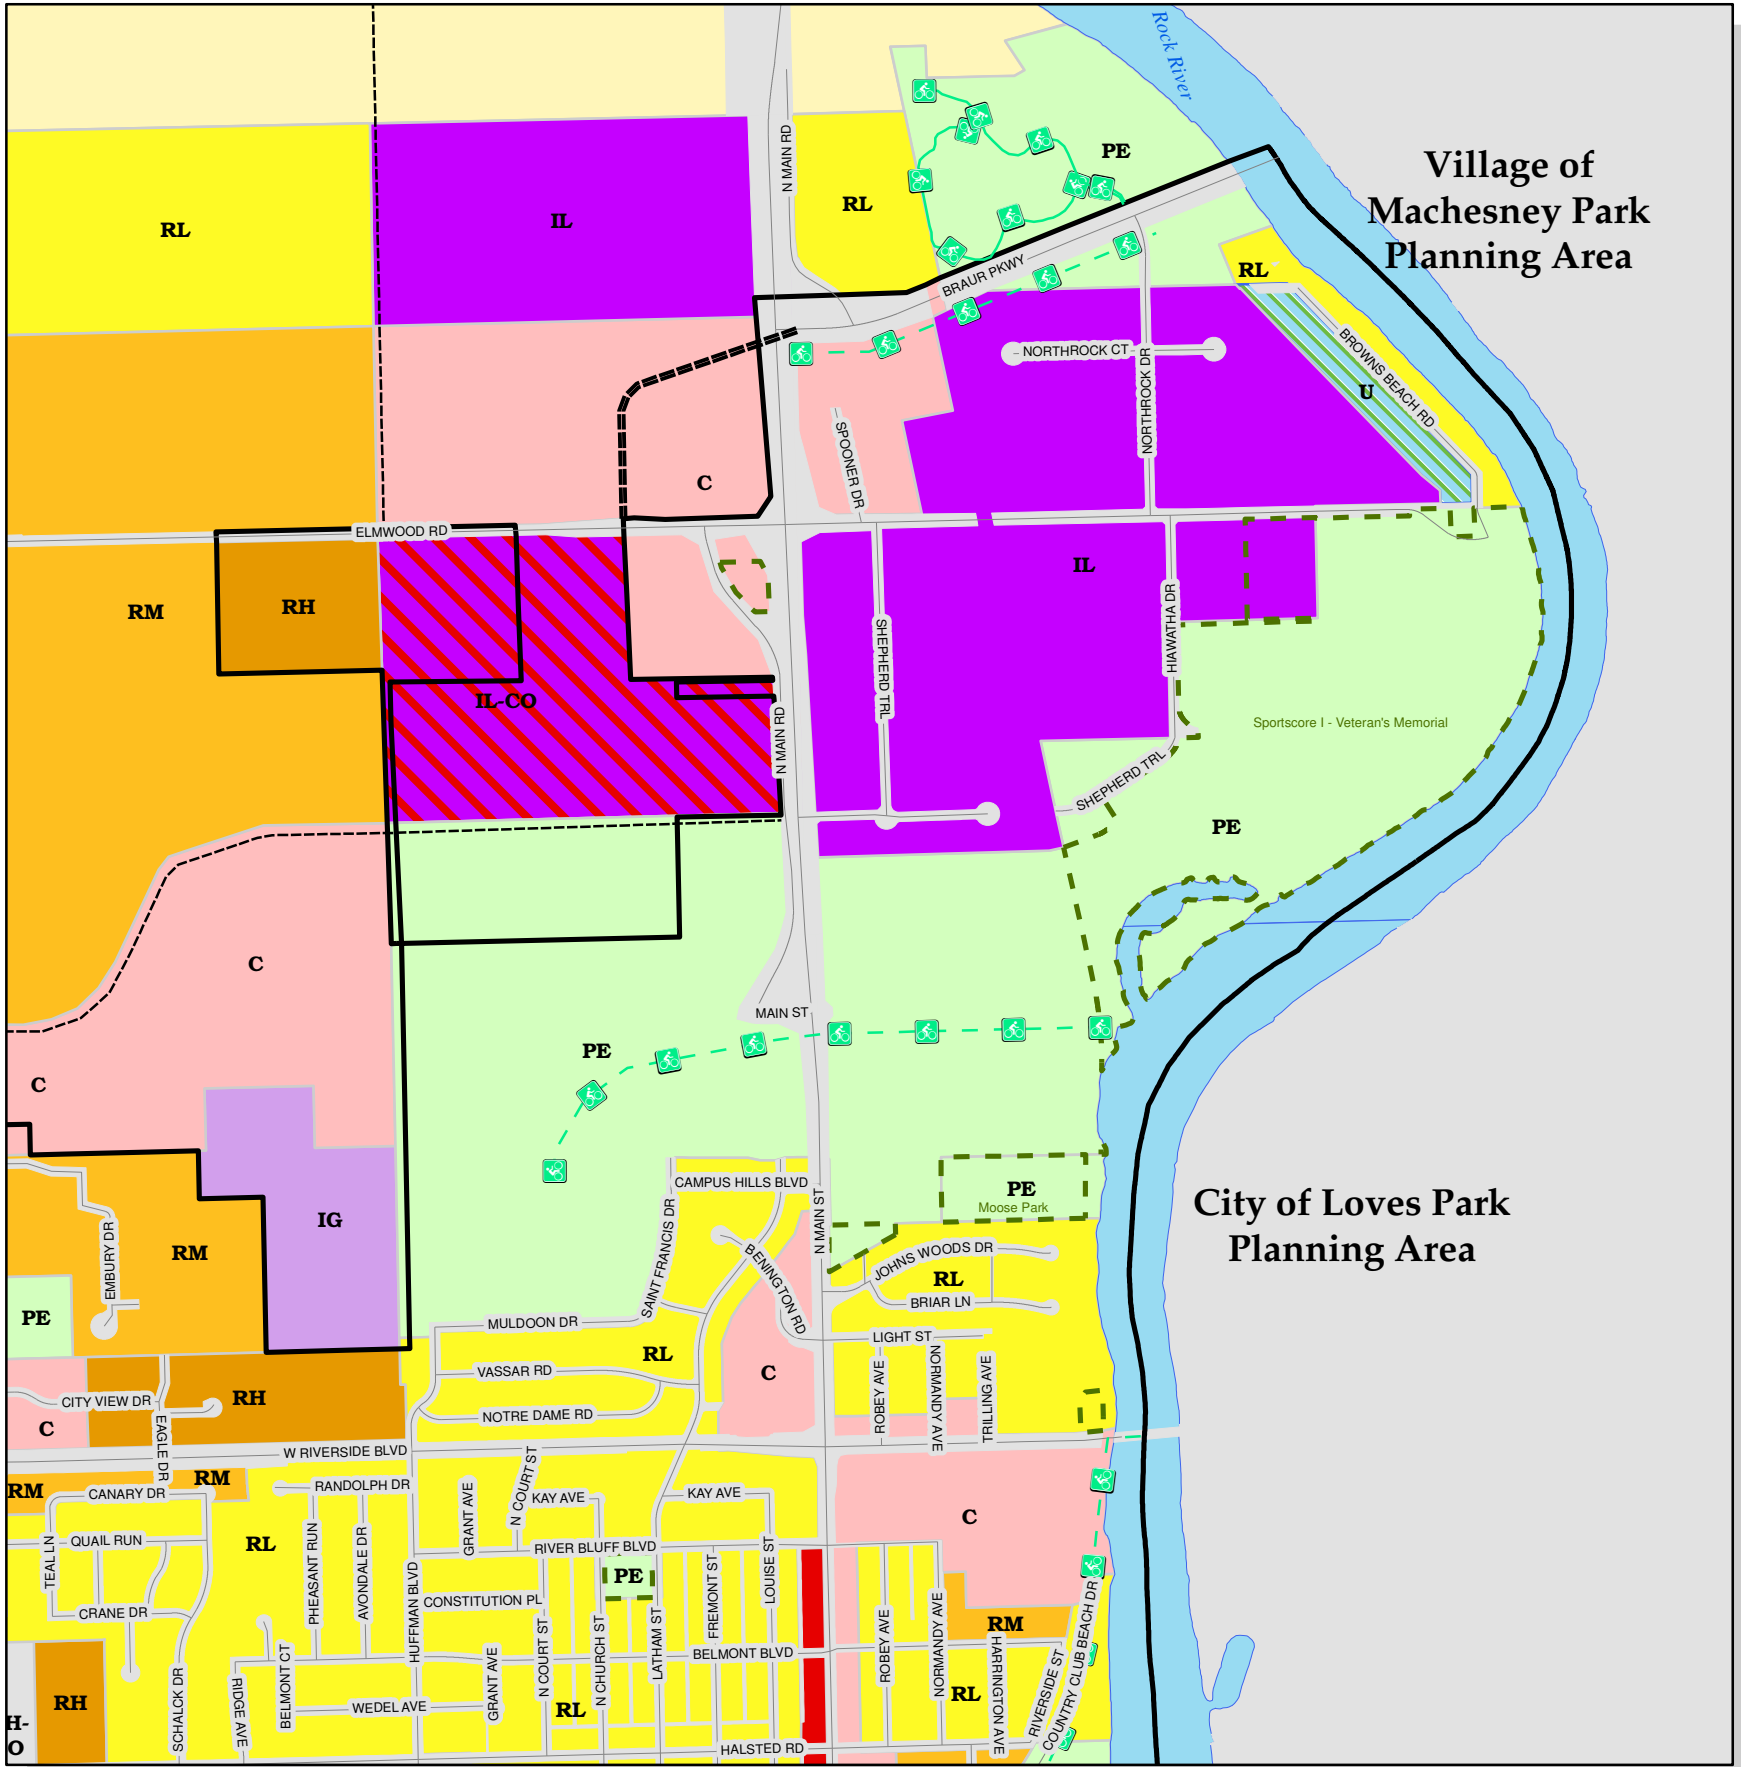 Rock River
N MAIN RD
PE
Village of
Machesney Park
Planning Area
RL
IL
RL
BRAUR PKWY
RL
NORTHROCK CT
NORTHROCK DR
BROWNS BEACH RD
U
SPOONER DR
C
ELMWOOD RD
IL
RM
RH
HIAWATHA DR
SHEPHERD TRL
IL-CO
N MAIN RD
Sportscore I - Veteran's Memorial
SHEPHERD TRL
PE
C
MAIN ST
PE
C
CAMPUS HILLS BLVD
PE
Moose Park
City of Loves Park
Planning Area
IG
N MAIN ST
SAINT FRANCIS DR
EMBURY DR
RM
BENINGTON RD
JOHNS WOODS DR
RL
BRIAR LN
PE
MULDOON DR
LIGHT ST
RL
VASSAR RD
C
ROBEY AVE
NORMANDY AVE
TRILLING AVE
CITY VIEW DR
RH
NOTRE DAME RD
C
EAGLE DR
W RIVERSIDE BLVD
RM
RM
CANARY DR
RANDOLPH DR
GRANT AVE
N COURT ST
KAY AVE
KAY AVE
C
QUAIL RUN
RL
RIVER BLUFF BLVD
TEAL LN
PHEASANT RUN
AVONDALE DR
HUFFMAN BLVD
PE
FREMONT ST
LOUISE ST
CRANE DR
CONSTITUTION PL
RM
BELMONT BLVD
N COURT ST
N CHURCH ST
LATHAM ST
ROBEY AVE
NORMANDY AVE
HARRINGTON AVE
RIVERSIDE ST
COUNTRY CLUB BEACH DR
RH
SCHALCK DR
RIDGE AVE
BELMONT CT
WEDEL AVE
GRANT AVE
RL
RL
H-
O
HALSTED RD